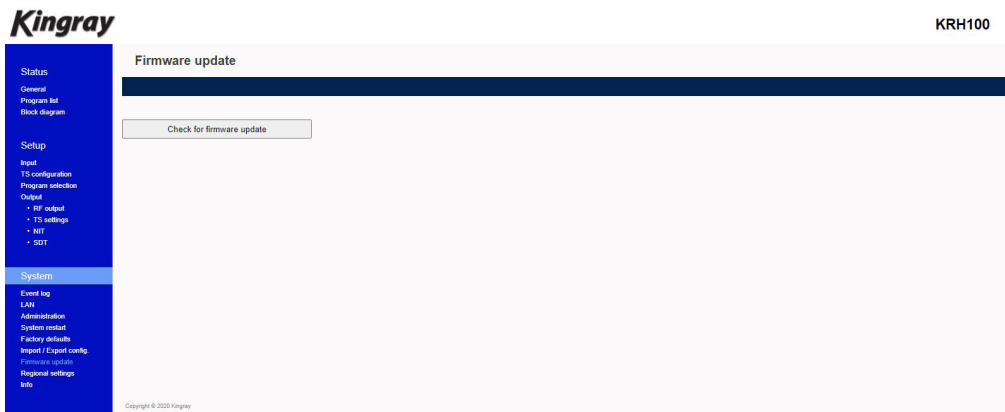 Kingray
KRH100
Status
General
Program list
Block diagram
Setup
Input
TS configuration
Program selection
Output
• RF output
• TS settings
• NIT
• SDT
System
Event log
LAN
Administration
System restart
Factory defaults
Import / Export config.
Firmware update
Regional settings
Info
Firmware update
Check for firmware update
Copyright © 2020 Kingray